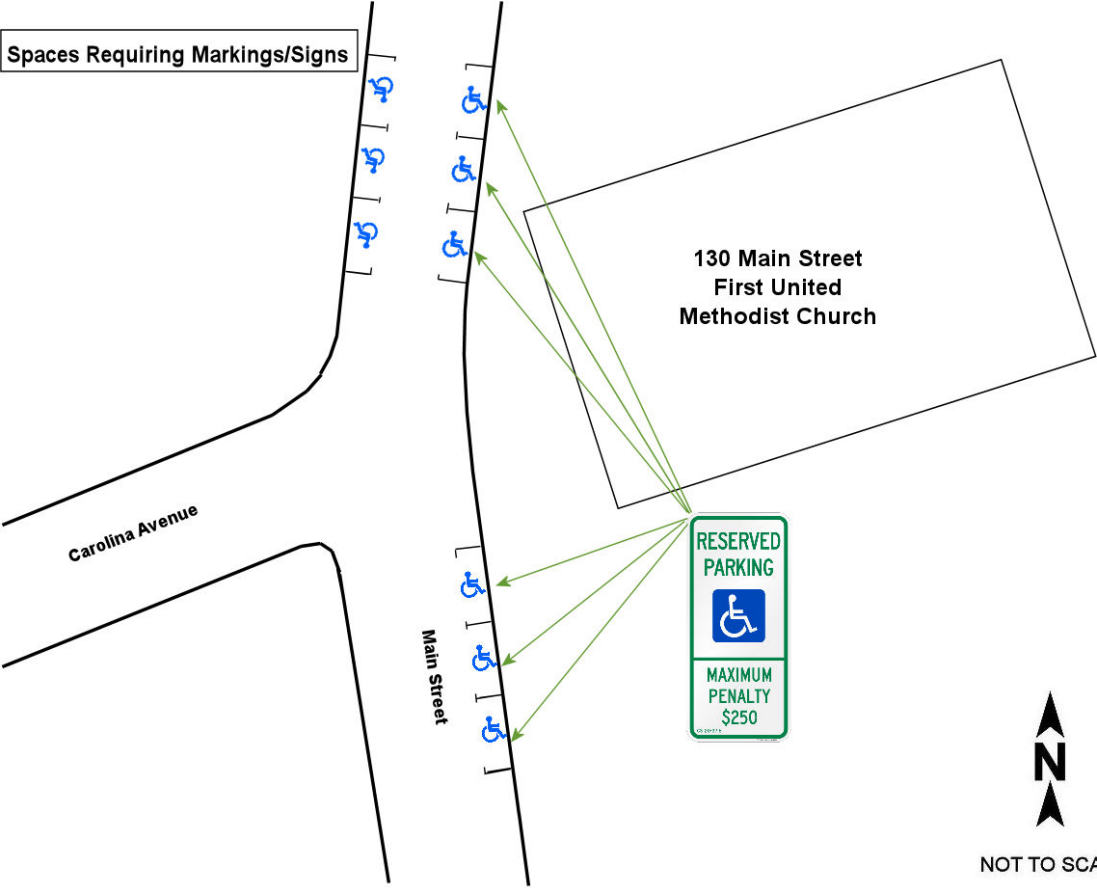 Spaces Requiring Markings/Signs
130 Main Street
First United
Methodist Church
Carolina Avenue
Main Street
RESERVED
PARKING
MAXIMUM
PENALTY
$250
N
NOT TO SCA